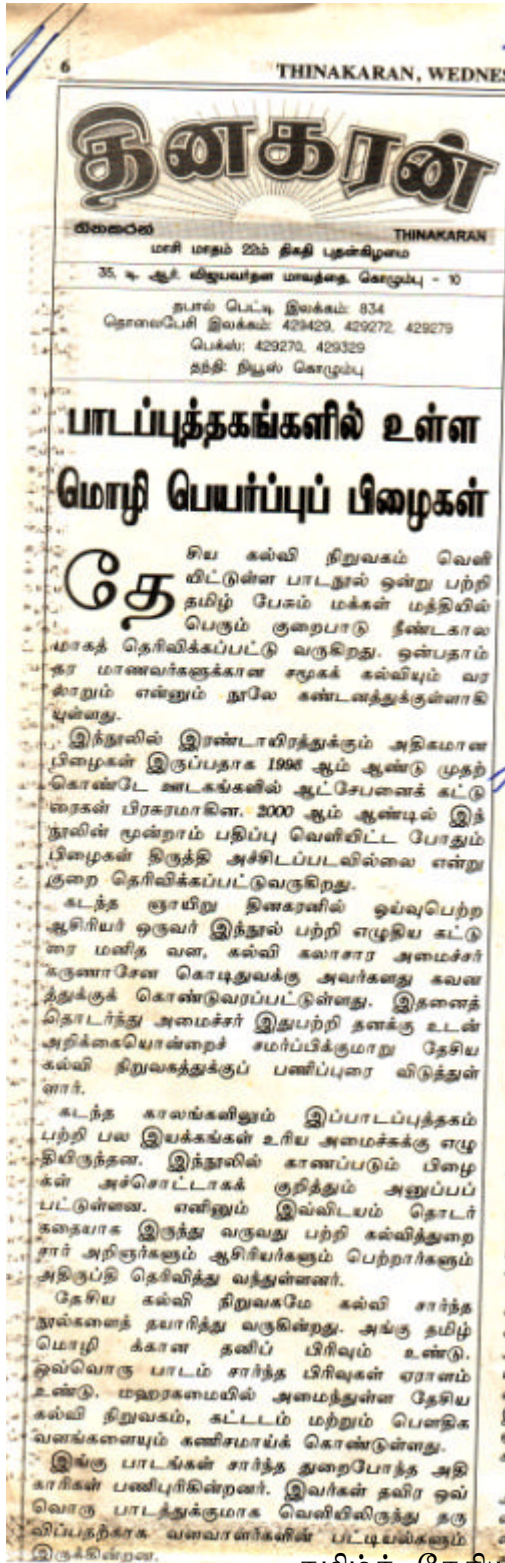 6 THINAKARAN, WEDNES
தினகரன்
THINAKARAN
மாசி மாதம் 22ம் திகதி புதன்கிழமை
35, டி. ஆர். விஜயவர்தன மாவத்தை, கொழும்பு - 10
தபால் பெட்டி இலக்கம்: 834
தொலைபேசி இலக்கம்: 429429, 429272, 429279
பெக்ஸ்: 429270, 429329
தந்தி: நியூஸ் கொழும்பு
பாடப்புத்தகங்களில் உள்ள
மொழி பெயர்ப்புப் பிழைகள்
தேசிய கல்வி நிறுவகம் வெளி
யிட்டுள்ள பாடநூல் ஒன்று பற்றி
தமிழ் பேசும் மக்கள் மத்தியில்
பெரும் குறைபாடு நீண்டகால
மாகத் தெரிவிக்கப்பட்டு வருகிறது. ஒன்பதாம்
தர மாணவர்களுக்கான சமூகக் கல்வியும் வர
லாறும் என்னும் நூலே கண்டனத்துக்குள்ளாகி
யுள்ளது.
இந்நூலில் இரண்டாயிரத்துக்கும் அதிகமான
பிழைகள் இருப்பதாக 1998 ஆம் ஆண்டு முதற்
கொண்டே ஊடகங்களில் ஆட்சேபனைக் கட்டு
ரைகள் பிரசுரமாகின. 2000 ஆம் ஆண்டில் இந்
நூலின் மூன்றாம் பதிப்பு வெளியிட்ட போதும்
பிழைகள் திருத்தி அச்சிடப்படவில்லை என்று
குறை தெரிவிக்கப்பட்டுவருகிறது.
கடந்த ஞாயிறு தினகரனில் ஓய்வுபெற்ற
ஆசிரியர் ஒருவர் இந்நூல் பற்றி எழுதிய கட்டு
ரை மனித வள, கல்வி கலாசார அமைச்சர்
கருணாசேன கொடிதுவக்கு அவர்களது கவன
த்துக்குக் கொண்டுவரப்பட்டுள்ளது. இதனைத்
தொடர்ந்து அமைச்சர் இதுபற்றி தனக்கு உடன்
அறிக்கையொன்றைச் சமர்ப்பிக்குமாறு தேசிய
கல்வி நிறுவகத்துக்குப் பணிப்புரை விடுத்துள்
ளார்.
கடந்த காலங்களிலும் இப்பாடப்புத்தகம்
பற்றி பல இயக்கங்கள் உரிய அமைச்சுக்கு எழு
தியிருந்தன. இந்நூலில் காணப்படும் பிழை
கள் அச்சொட்டாகக் குறித்தும் அனுப்பப்
பட்டுள்ளன. எனினும் இவ்விடயம் தொடர்
கதையாக இருந்து வருவது பற்றி கல்வித்துறை
சார் அறிஞர்களும் ஆசிரியர்களும் பெற்றார்களும்
அதிருப்தி தெரிவித்து வந்துள்ளனர்.
தேசிய கல்வி நிறுவகமே கல்வி சார்ந்த
நூல்களைத் தயாரித்து வருகின்றது. அங்கு தமிழ்
மொழி க்கான தனிப் பிரிவும் உண்டு.
ஒவ்வொரு பாடம் சார்ந்த பிரிவுகள் ஏராளம்
உண்டு. மஹரகமையில் அமைந்துள்ள தேசிய
கல்வி நிறுவகம், கட்டடம் மற்றும் பௌதிக
வளங்களையும் கணிசமாய்க் கொண்டுள்ளது.
இங்கு பாடங்கள் சார்ந்த துறைபோந்த அதி
காரிகள் பணிபுரிகின்றனர். இவர்கள் தவிர ஒவ்
வொரு பாடத்துக்குமாக வெளியிலிருந்து தரு
விப்பதற்காக வளவாளர்களின் பட்டியல்களும்
இருக்கின்றன.